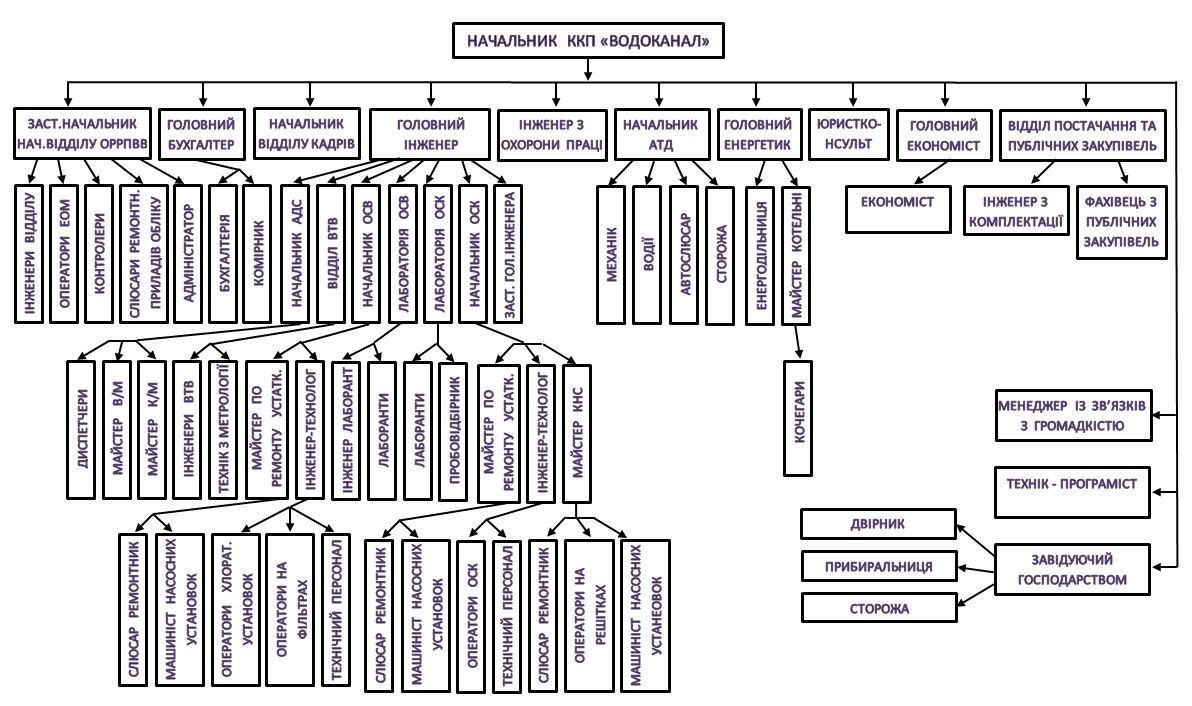 НАЧАЛЬНИК ККП «ВОДОКАНАЛ»
ЗАСТ.НАЧАЛЬНИК
НАЧ.ВІДДІЛУ ОРРПВВ
ГОЛОВНИЙ
БУХГАЛТЕР
НАЧАЛЬНИК
ВІДДІЛУ КАДРІВ
ГОЛОВНИЙ
ІНЖЕНЕР
ІНЖЕНЕР З
ОХОРОНИ ПРАЦІ
НАЧАЛЬНИК
АТД
ГОЛОВНИЙ
ЕНЕРГЕТИК
ЮРИСТКО-
НСУЛЬТ
ГОЛОВНИЙ
ЕКОНОМІСТ
ВІДДІЛ ПОСТАЧАННЯ ТА
ПУБЛІЧНИХ ЗАКУПІВЕЛЬ
ІНЖЕНЕРИ ВІДДІЛУ
ОПЕРАТОРИ ЕОМ
КОНТРОЛЕРИ
СЛЮСАРИ РЕМОНТН.
ПРИЛАДІВ ОБЛІКУ
АДМІНІСТРАТОР
БУХГАЛТЕРІЯ
КОМІРНИК
НАЧАЛЬНИК АДС
ВІДДІЛ ВТВ
НАЧАЛЬНИК ОСВ
ЛАБОРАТОРІЯ ОСВ
ЛАБОРАТОРІЯ ОСК
НАЧАЛЬНИК ОСК
ЗАСТ. ГОЛ.ІНЖЕНЕРА
МЕХАНІК
ВОДІЇ
АВТОСЛЮСАР
СТОРОЖА
ЕНЕРГОДІЛЬНИЦЯ
МАЙСТЕР КОТЕЛЬНІ
ЕКОНОМІСТ
ІНЖЕНЕР З
КОМПЛЕКТАЦІЇ
ФАХІВЕЦЬ З
ПУБЛІЧНИХ
ЗАКУПІВЕЛЬ
ДИСПЕТЧЕРИ
МАЙСТЕР В/М
МАЙСТЕР К/М
ІНЖЕНЕРИ ВТВ
ТЕХНІК З МЕТРОЛОГІЇ
МАЙСТЕР ПО
РЕМОНТУ УСТАТК.
ІНЖЕНЕР-ТЕХНОЛОГ
ІНЖЕНЕР ЛАБОРАНТ
ЛАБОРАНТИ
ЛАБОРАНТИ
ПРОБОВІДБІРНИК
МАЙСТЕР ПО
РЕМОНТУ УСТАТК.
ІНЖЕНЕР-ТЕХНОЛОГ
МАЙСТЕР КНС
КОЧЕГАРИ
МЕНЕДЖЕР ІЗ ЗВ’ЯЗКІВ
З ГРОМАДКІСТЮ
ТЕХНІК - ПРОГРАМІСТ
ЗАВІДУЮЧИЙ
ГОСПОДАРСТВОМ
ДВІРНИК
ПРИБИРАЛЬНИЦЯ
СТОРОЖА
СЛЮСАР РЕМОНТНИК
МАШИНІСТ НАСОСНИХ
УСТАНОВОК
ОПЕРАТОРИ ХЛОРАТ.
УСТАНОВОК
ОПЕРАТОРИ НА
ФІЛЬТРАХ
ТЕХНІЧНИЙ ПЕРСОНАЛ
СЛЮСАР РЕМОНТНИК
МАШИНІСТ НАСОСНИХ
УСТАНОВОК
ОПЕРАТОРИ ОСК
ТЕХНІЧНИЙ ПЕРСОНАЛ
СЛЮСАР РЕМОНТНИК
ОПЕРАТОРИ НА
РЕШІТКАХ
МАШИНІСТ НАСОСНИХ
УСТАНЕОВОК